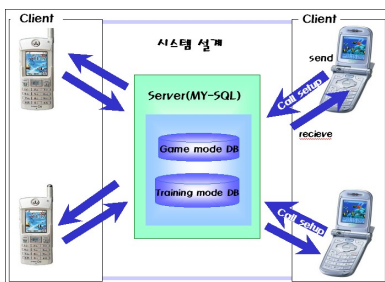 Client
Client
시스템 설계
send
Server(MY-SQL)
Call setup
recieve
Game mode DB
Training mode DB
Call setup